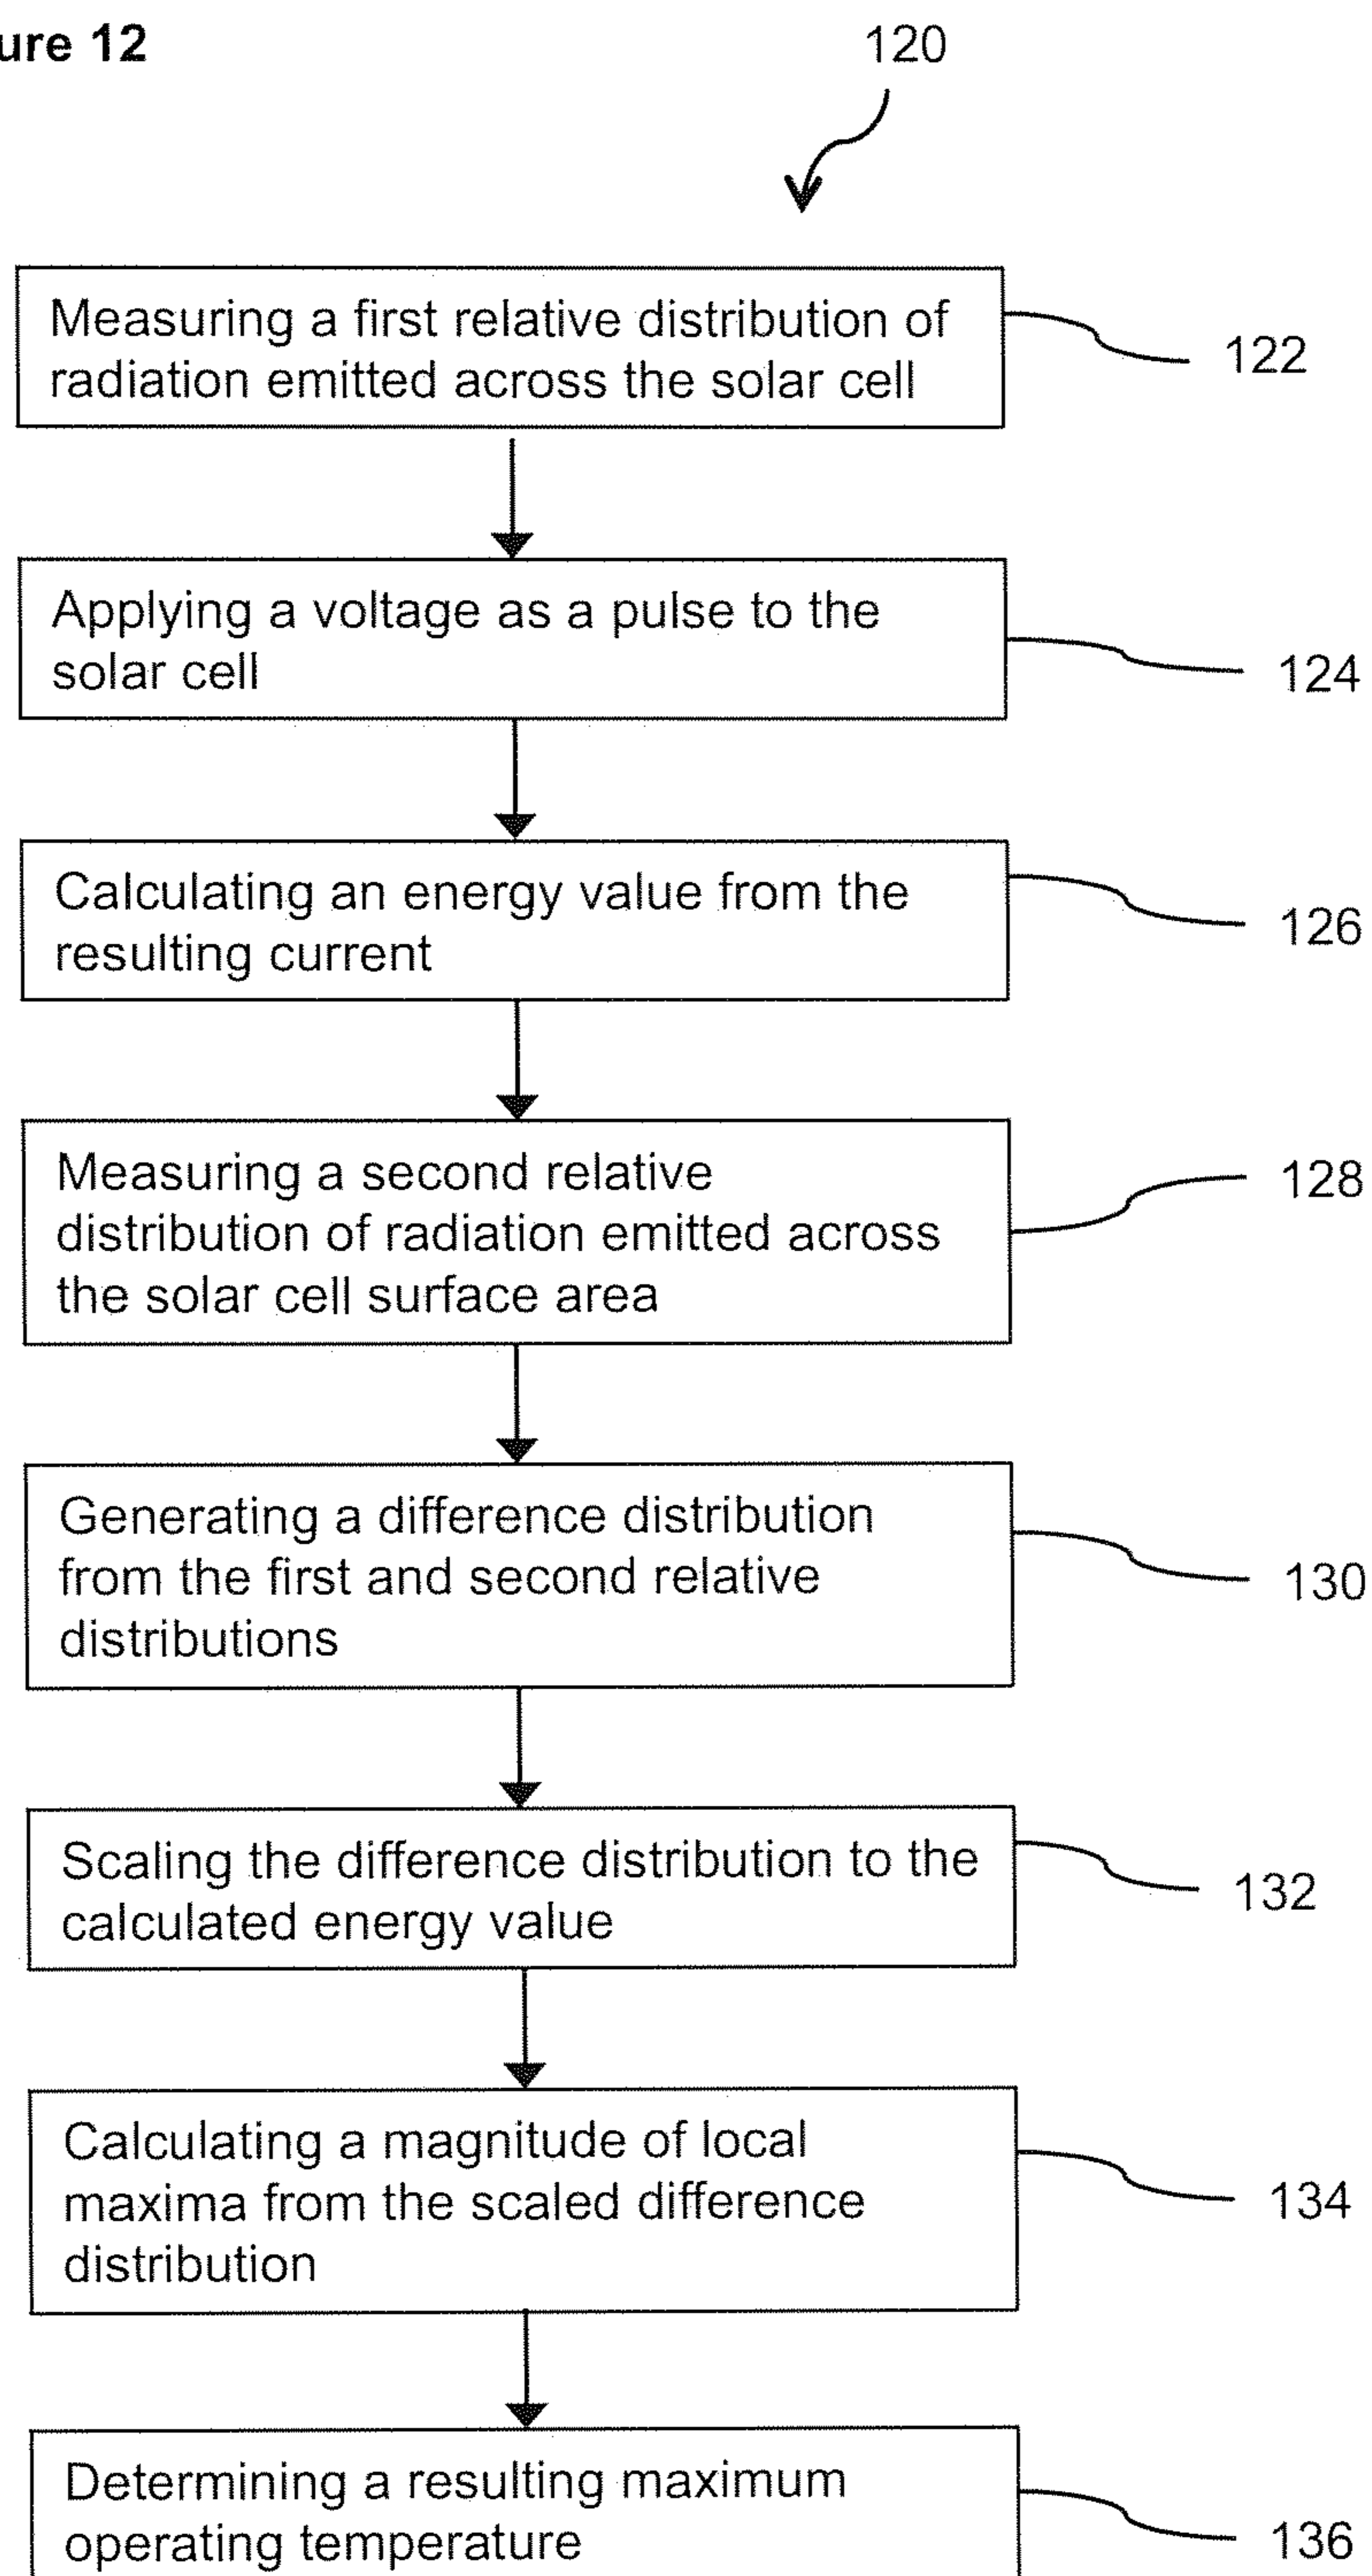 ure 12
120
Measuring a first relative distribution of
radiation emitted across the solar cell
122
Applying a voltage as a pulse to the
solar cell
124
Calculating an energy value from the
resulting current
126
Measuring a second relative
distribution of radiation emitted across
the solar cell surface area
128
Generating a difference distribution
from the first and second relative
distributions
130
Scaling the difference distribution to the
calculated energy value
132
Calculating a magnitude of local
maxima from the scaled difference
distribution
134
Determining a resulting maximum
operating temperature
136